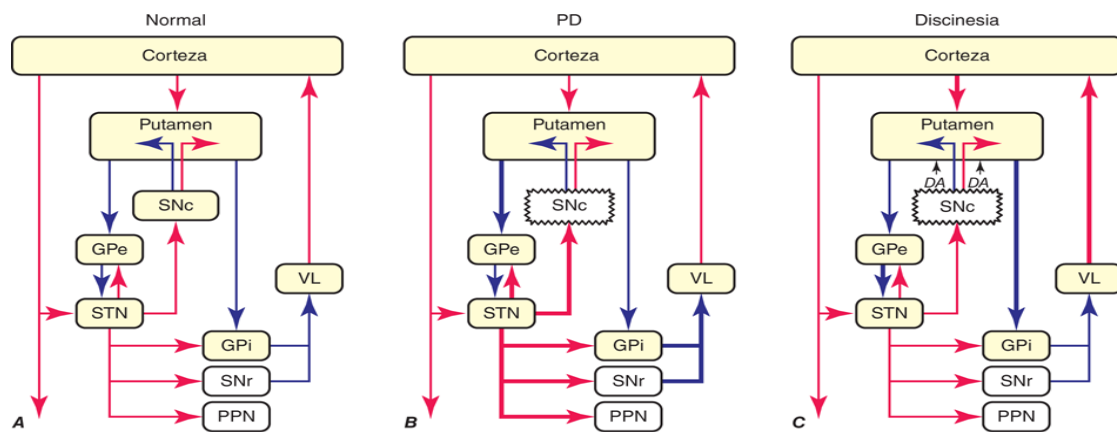 Normal
Corteza
Putamen
SNc
GPe
VL
STN
GPi
SNr
PPN
A
PD
Corteza
Putamen
SNc
GPe
VL
STN
GPi
SNr
PPN
B
Discinesia
Corteza
Putamen
DA DA
SNc
GPe
VL
STN
GPi
SNr
PPN
C